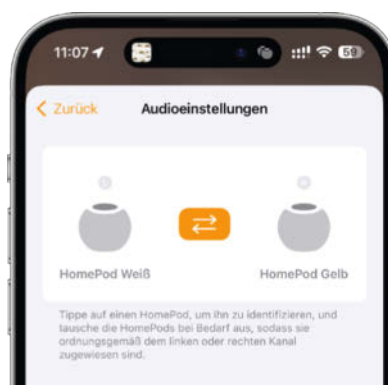 11:07
59
Zurück
Audioeinstellungen
L
R
HomePod Weiß
HomePod Gelb
Tippe auf einen HomePod, um ihn zu identifizieren, und
tausche die HomePods bei Bedarf aus, sodass sie
ordnungsgemäß dem linken oder rechten Kanal
zugewiesen sind.